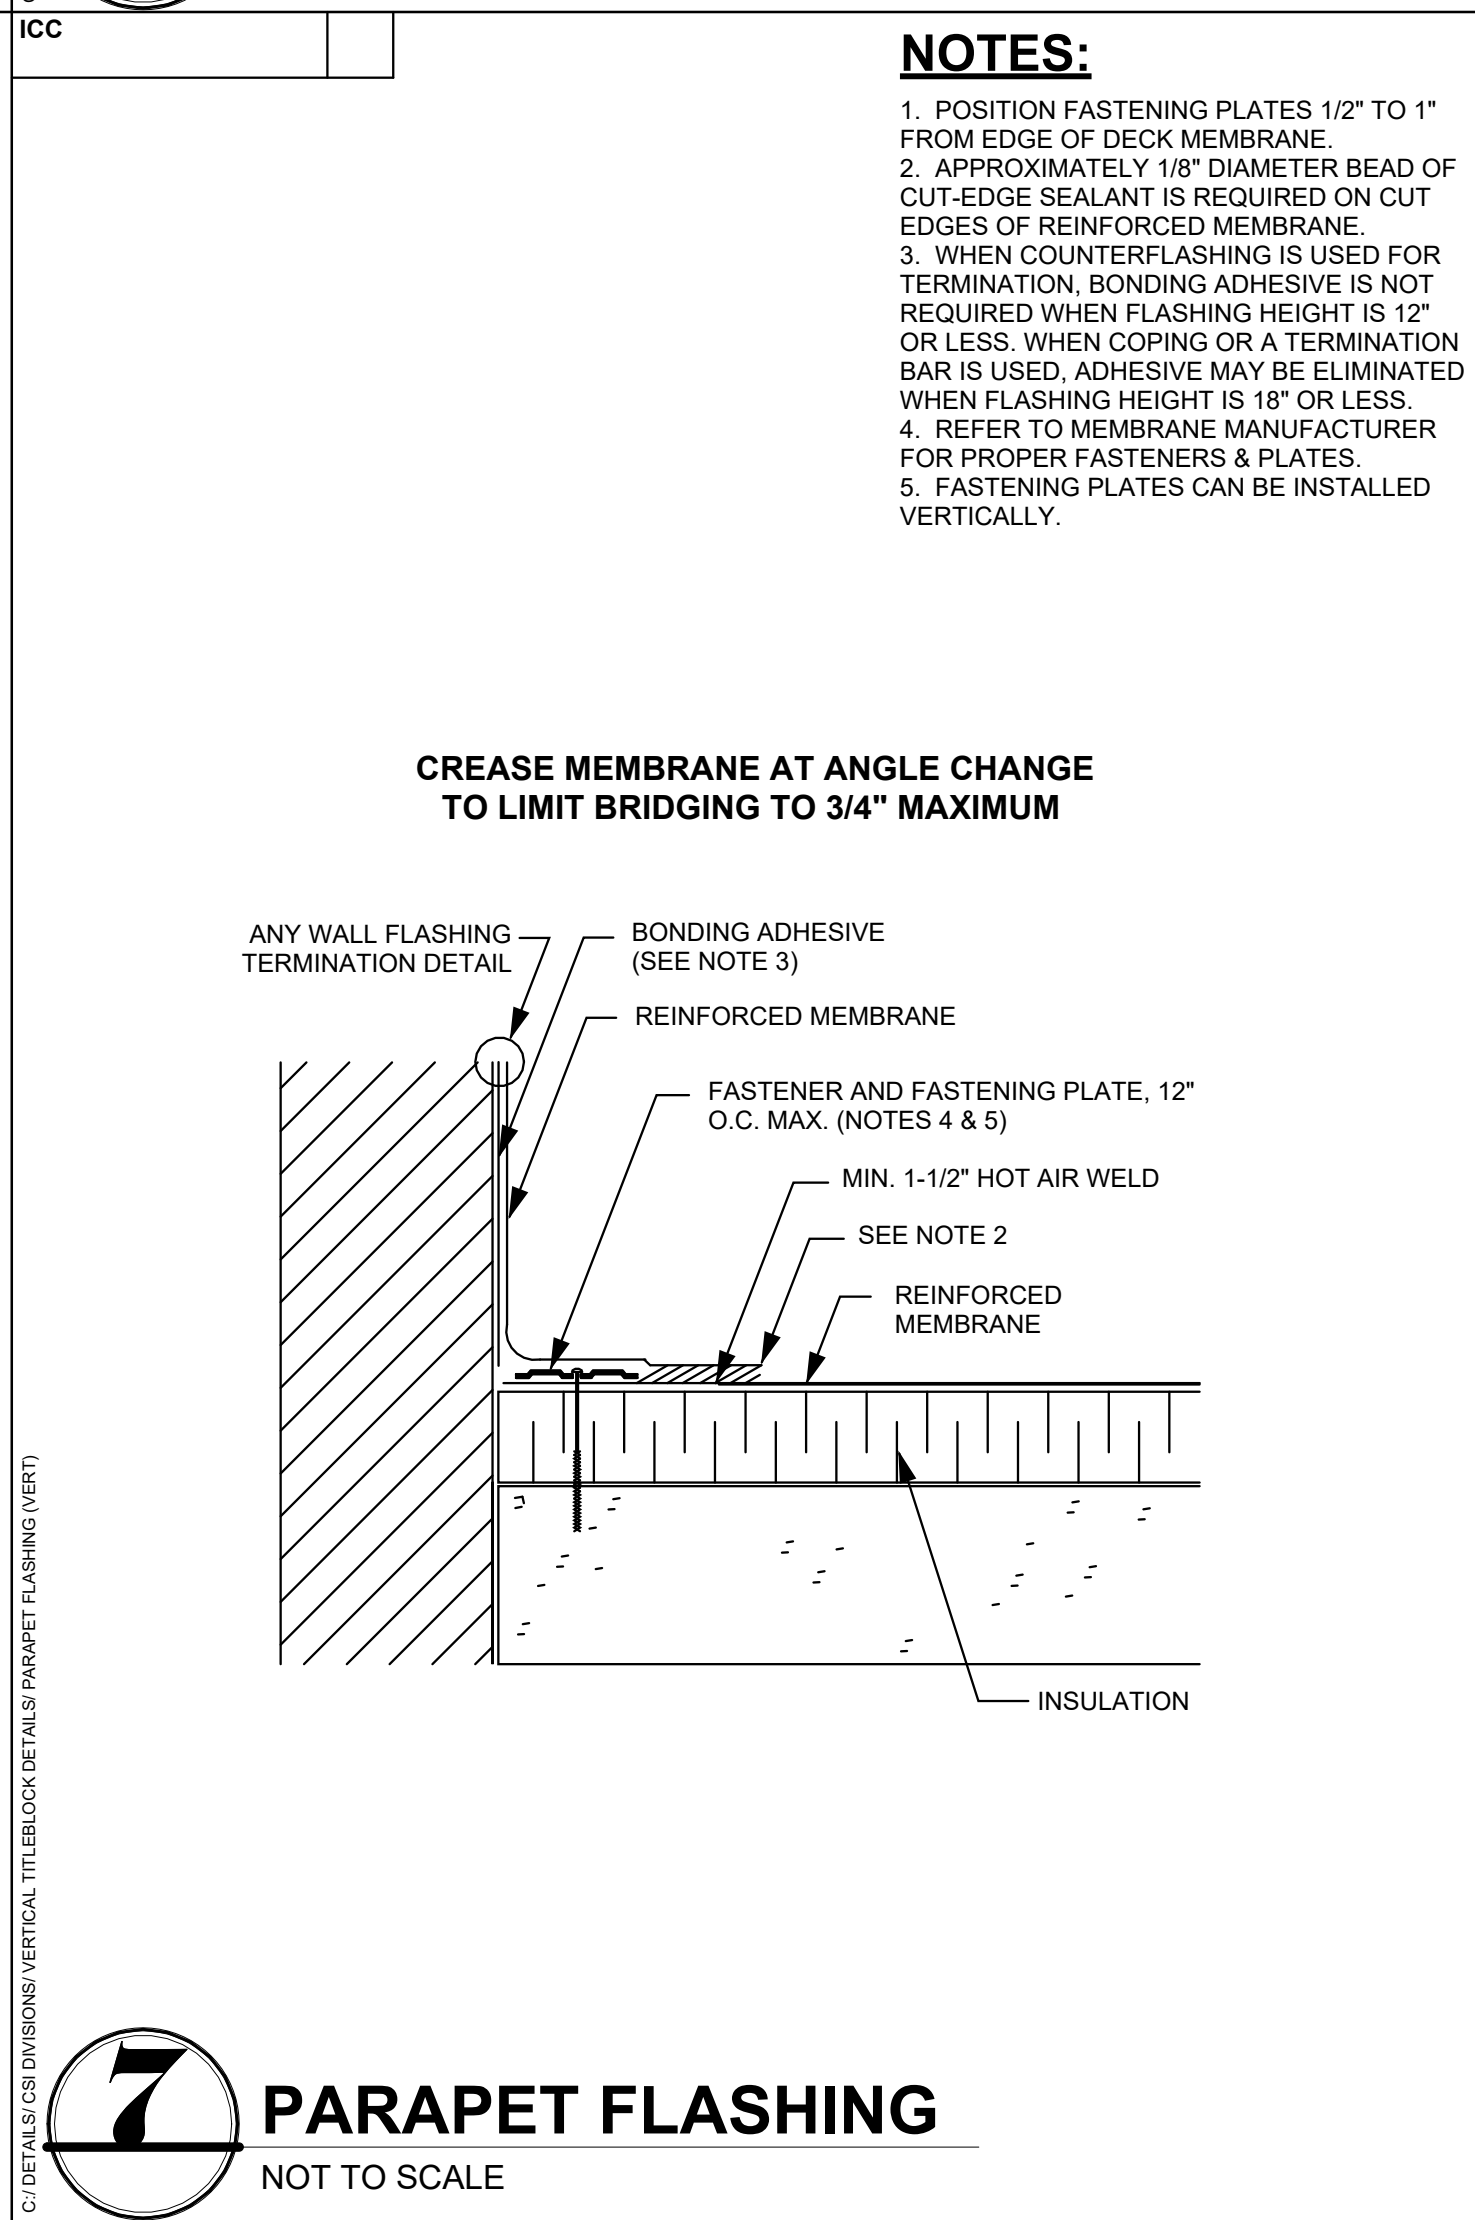 ICC
NOTES:
1. POSITION FASTENING PLATES 1/2" TO 1"
FROM EDGE OF DECK MEMBRANE.
2. APPROXIMATELY 1/8" DIAMETER BEAD OF
CUT-EDGE SEALANT IS REQUIRED ON CUT
EDGES OF REINFORCED MEMBRANE.
3. WHEN COUNTERFLASHING IS USED FOR
TERMINATION, BONDING ADHESIVE IS NOT
REQUIRED WHEN FLASHING HEIGHT IS 12"
OR LESS. WHEN COPING OR A TERMINATION
BAR IS USED, ADHESIVE MAY BE ELIMINATED
WHEN FLASHING HEIGHT IS 18" OR LESS.
4. REFER TO MEMBRANE MANUFACTURER
FOR PROPER FASTENERS & PLATES.
5. FASTENING PLATES CAN BE INSTALLED
VERTICALLY.
CREASE MEMBRANE AT ANGLE CHANGE
TO LIMIT BRIDGING TO 3/4" MAXIMUM
ANY WALL FLASHING
TERMINATION DETAIL
BONDING ADHESIVE
(SEE NOTE 3)
REINFORCED MEMBRANE
FASTENER AND FASTENING PLATE, 12"
O.C. MAX. (NOTES 4 & 5)
MIN. 1-1/2" HOT AIR WELD
SEE NOTE 2
REINFORCED
MEMBRANE
INSULATION
C:/ DETAILS/ CSI DIVISIONS/ VERTICAL TITLEBLOCK DETAILS/ PARAPET FLASHING (VERT)
7
PARAPET FLASHING
NOT TO SCALE